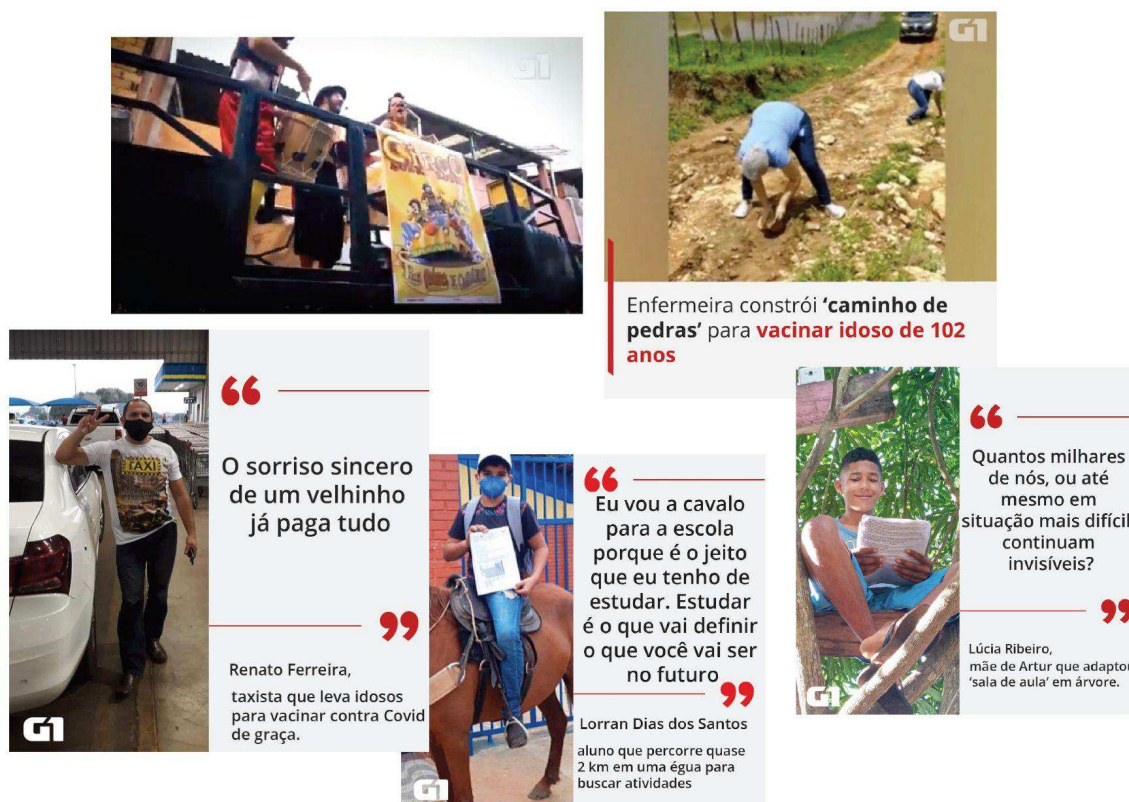 G1
CIRCO
G1
Enfermeira constrói ‘caminho de
pedras’ para vacinar idoso de 102
anos
TAXI
G1
“
O sorriso sincero
de um velhinho
já paga tudo
”
Renato Ferreira,
taxista que leva idosos
para vacinar contra Covid
de graça.
G1
“
Eu vou a cavalo
para a escola
porque é o jeito
que eu tenho de
estudar. Estudar
é o que vai definir
o que você vai ser
no futuro
”
Lorran Dias dos Santos
aluno que percorre quase
2 km em uma égua para
buscar atividades
G1
“
Quantos milhares
de nós, ou até
mesmo em
situação mais difícil
continuam
invisíveis?
”
Lúcia Ribeiro,
mãe de Artur que adaptou
‘sala de aula’ em árvore.